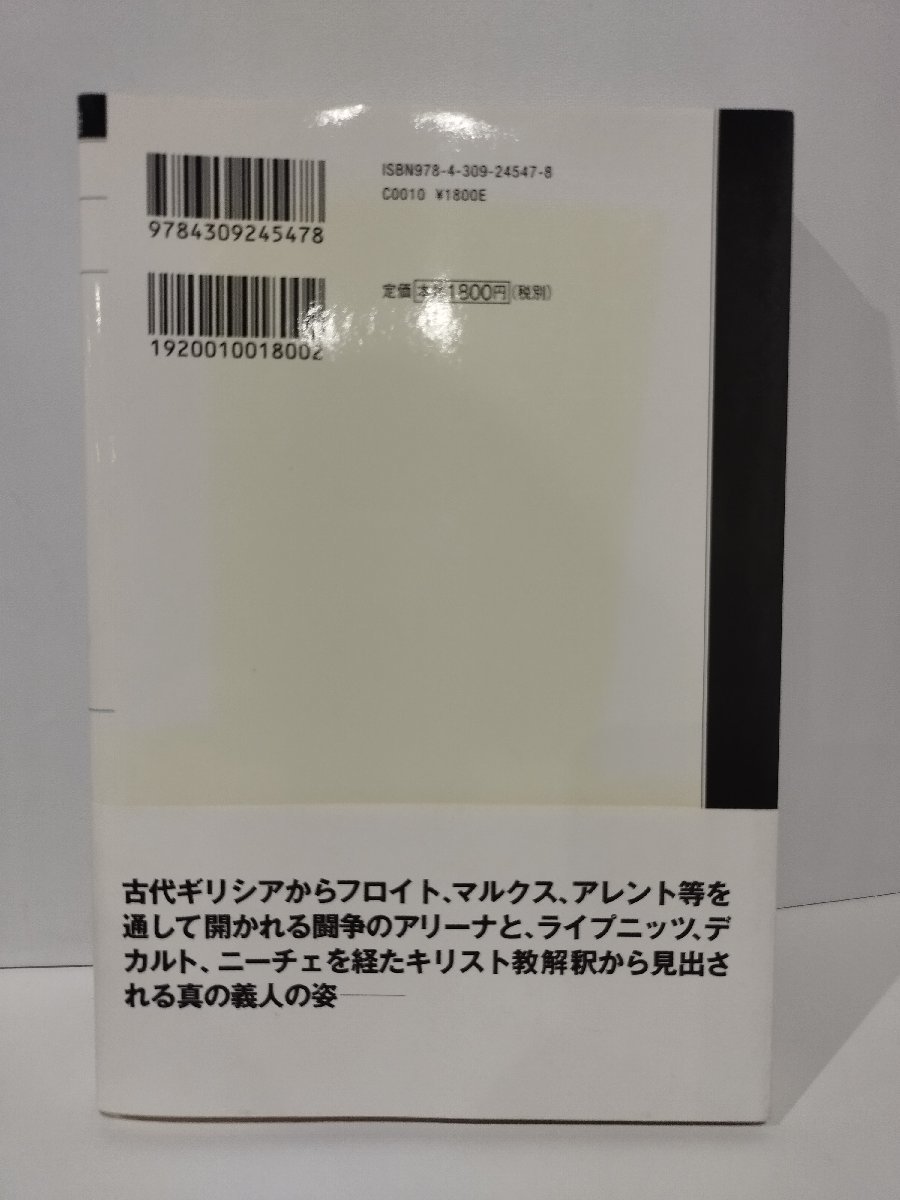 ISBN978-4-309-24547-8
C0010 ¥1800E
9784309245478
定価 本体1800円(税別)
1920010018002
古代ギリシアからフロイト、マルクス、アレント等を
通して開かれる闘争のアリーナと、ライプニッツ、デ
カルト、ニーチェを経たキリスト教解釈から見出さ
れる真の義人の姿——